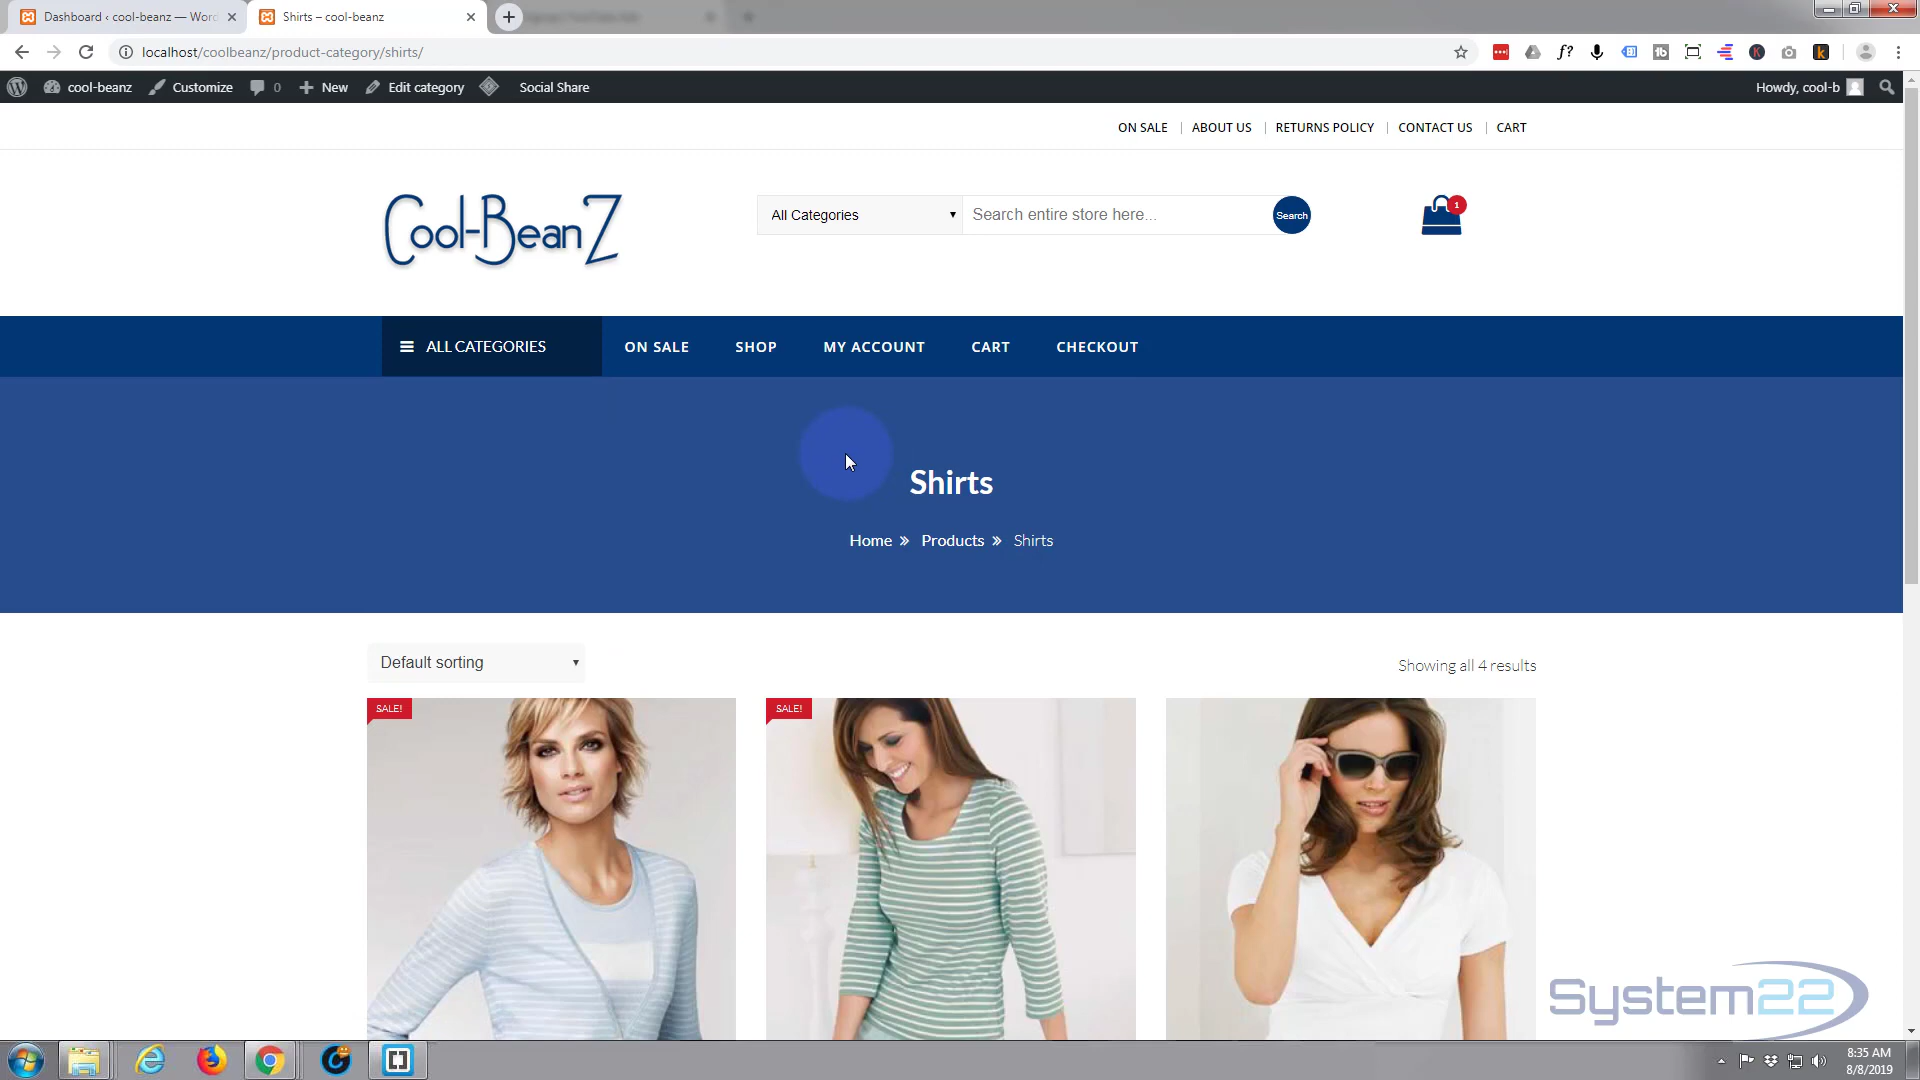 Dashboard ‹ cool-beanz — Word
Shirts – cool-beanz
localhost/coolbeanz/product-category/shirts/
cool-beanz
Customize
0
New
Edit category
Social Share
Howdy, cool-b
ON SALE
ABOUT US
RETURNS POLICY
CONTACT US
CART
Cool-BeanZ
All Categories
Search entire store here...
Search
1
ALL CATEGORIES
ON SALE
SHOP
MY ACCOUNT
CART
CHECKOUT
Shirts
Home » Products » Shirts
Default sorting
Showing all 4 results
SALE!
SALE!
System22
8:35 AM
8/8/2019